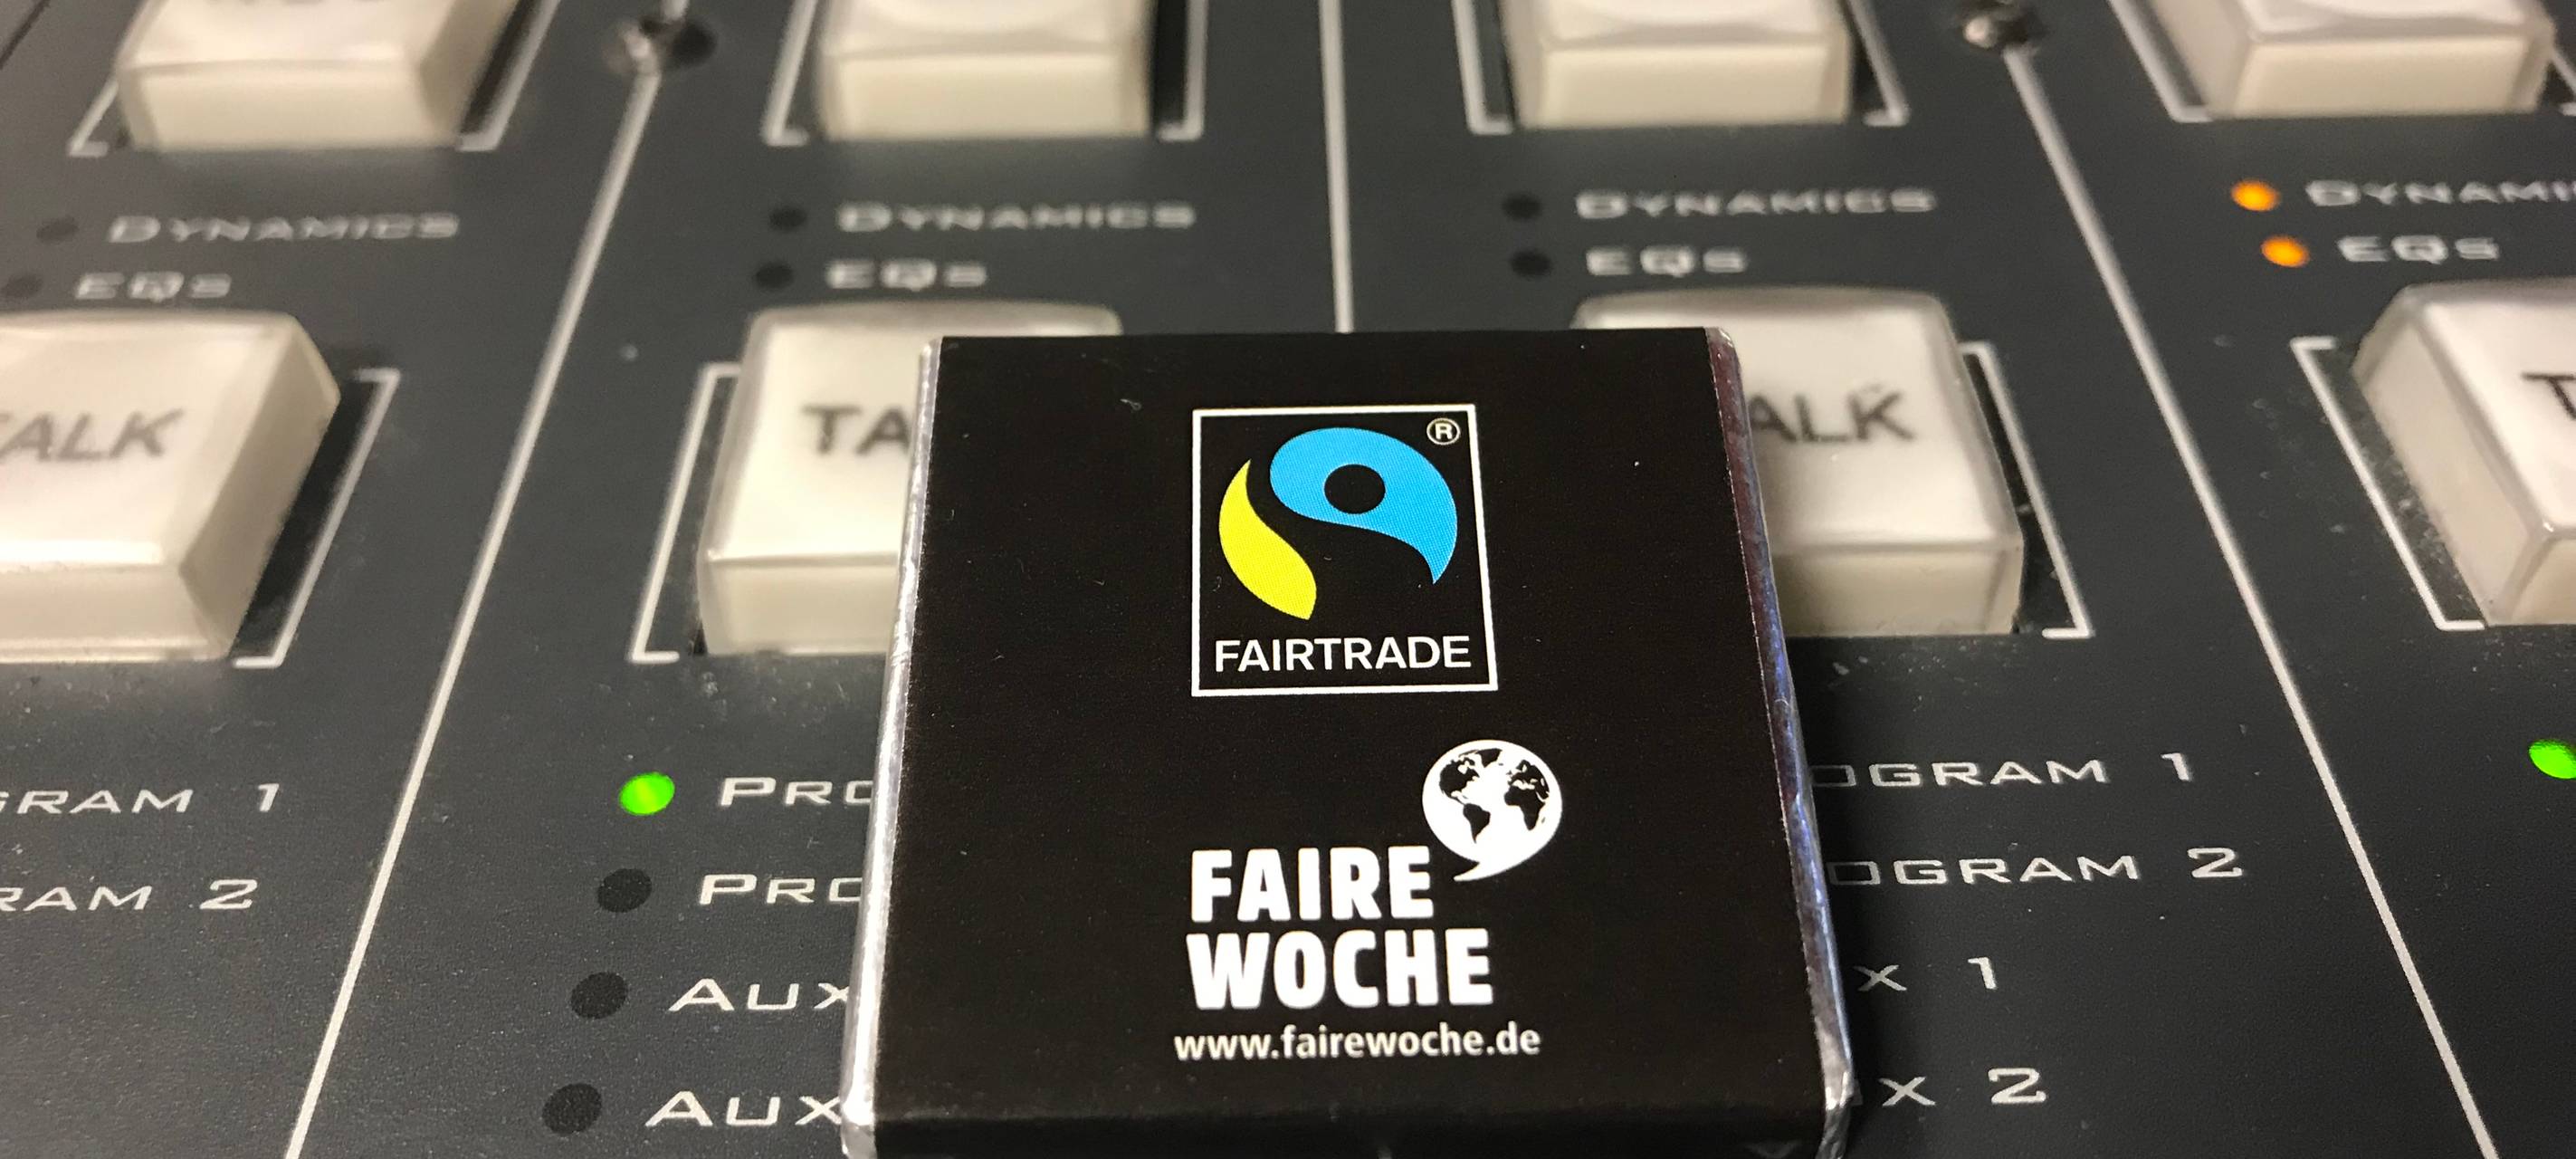 DYNAMICS
EQS
DYNAMICS
EQS
DYNAMICS
EQS
DYNAMI
EQS
TALK
TA
ALK
T
®
FAIRTRADE
FAIRE
WOCHE
www.fairewoche.de
GRAM 1
RAM 2
PRO
PRO
AUX
AUX
OGRAM 1
OGRAM 2
X 1
X 2